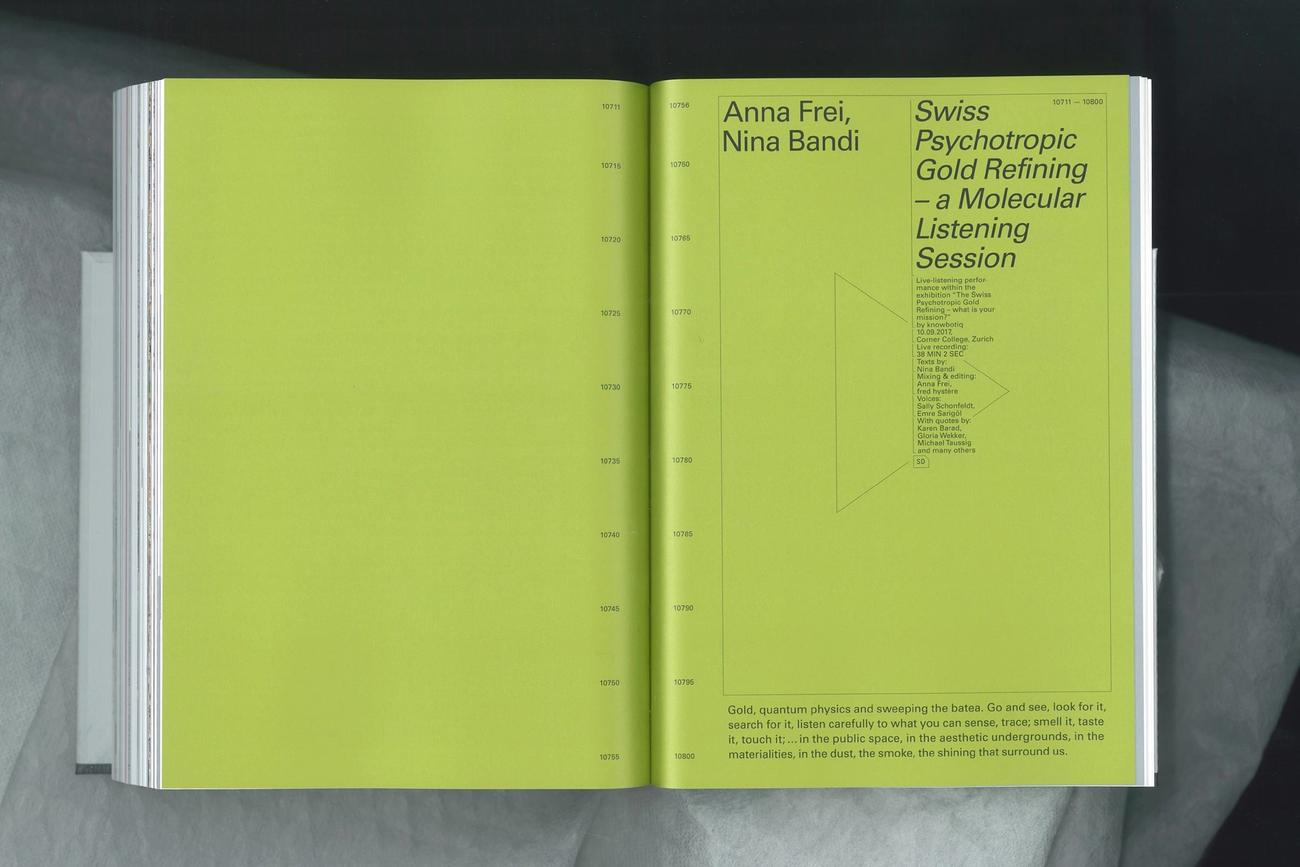 10711
10715
10720
10725
10730
10735
10740
10745
10750
10755
10756
10760
10765
10770
10775
10780
10785
10790
10795
10800
Anna Frei,
Nina Bandi
10711 — 10800
Swiss
Psychotropic
Gold Refining
– a Molecular
Listening
Session
Live-listening perfor-
mance within the
exhibition “The Swiss
Psychotropic Gold
Refining – what is your
mission?”
by knowbotiq
10.09.2017,
Corner College, Zurich
Live recording:
38 MIN 2 SEC
Texts by:
Nina Bandi
Mixing & editing:
Anna Frei,
fred hystère
Voices:
Sally Schonfeldt,
Emre Sarigöl
With quotes by:
Karen Barad,
Gloria Wekker,
Michael Taussig
and many others
SD
Gold, quantum physics and sweeping the batea. Go and see, look for it,
search for it, listen carefully to what you can sense, trace; smell it, taste
it, touch it; ... in the public space, in the aesthetic undergrounds, in the
materialities, in the dust, the smoke, the shining that surround us.